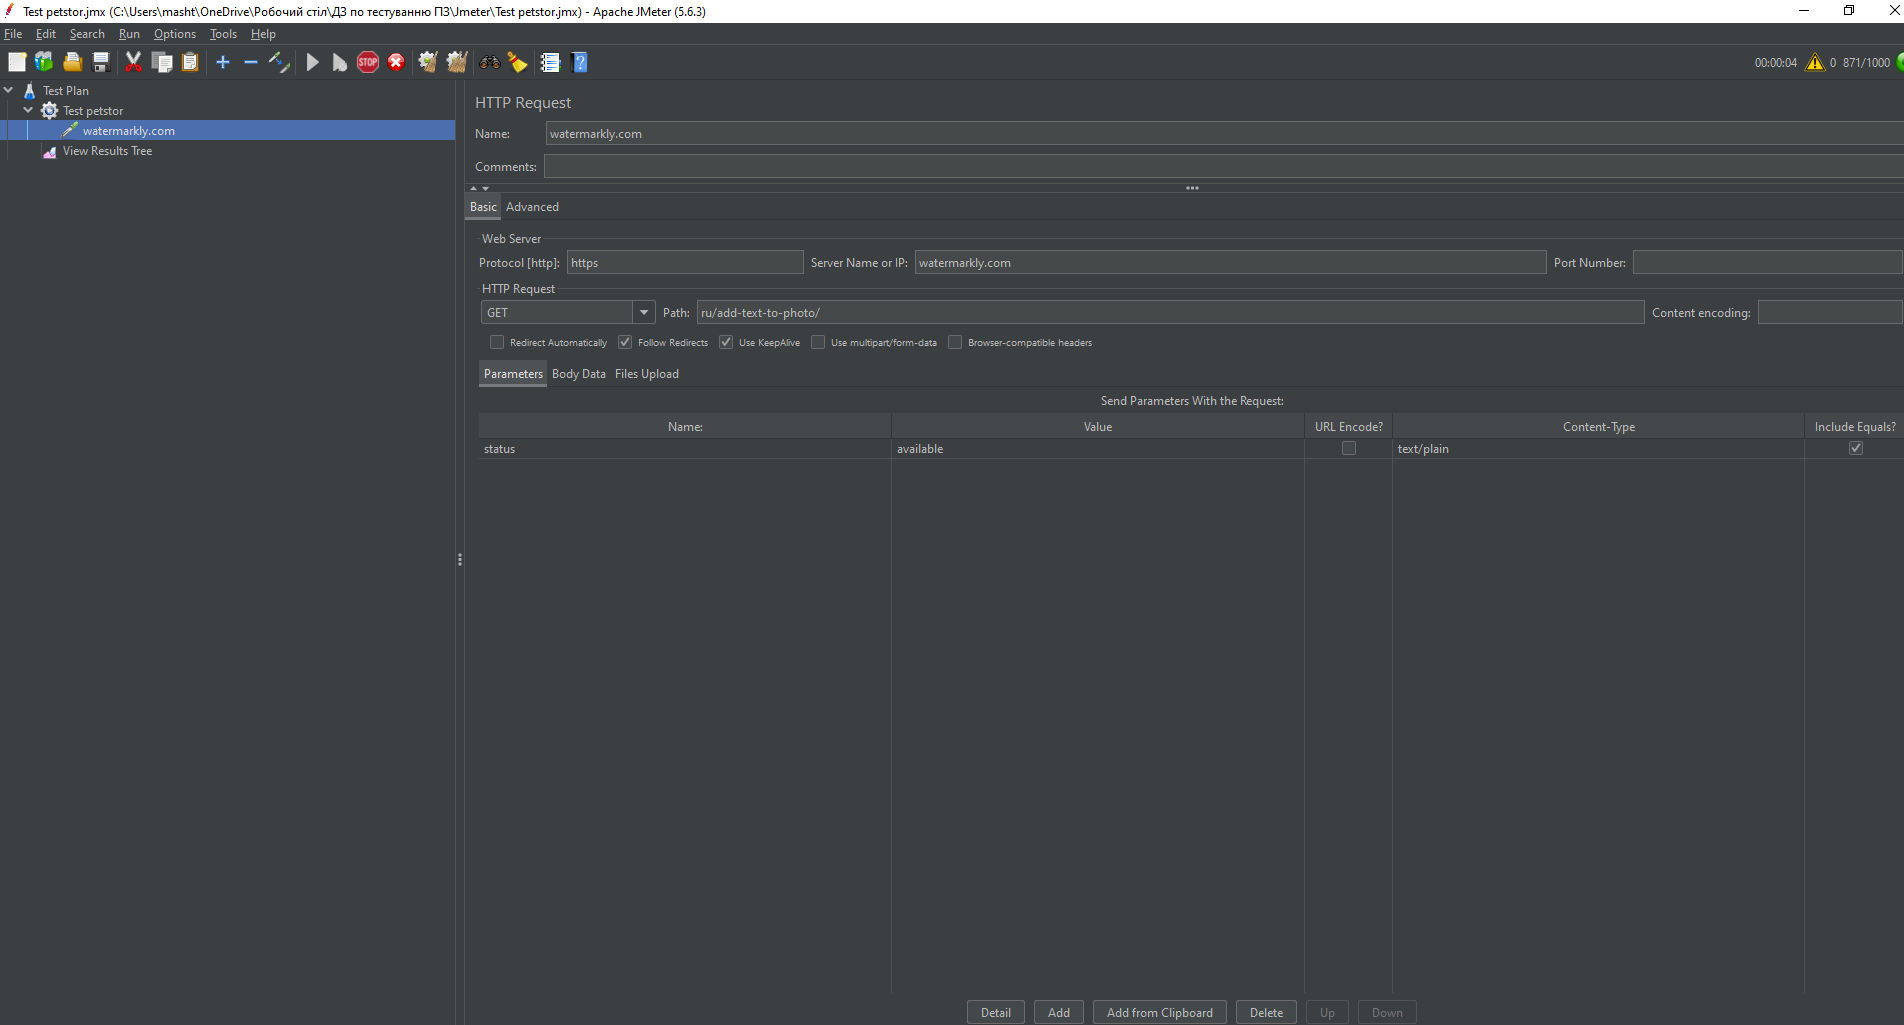 Test petstor.jmx (C:\Users\masht\OneDrive\Робочий стіл\ДЗ по тестуванню ПЗ\Jmeter\Test petstor.jmx) - Apache JMeter (5.6.3)
File Edit Search Run Options Tools Help
STOP
00:00:04 0 871/1000
Test Plan
Test petstor
watermarkly.com
View Results Tree
HTTP Request
Name: watermarkly.com
Comments:
Basic Advanced
Web Server
Protocol [http]: https Server Name or IP: watermarkly.com Port Number:
HTTP Request
GET Path: ru/add-text-to-photo/ Content encoding:
Redirect Automatically Follow Redirects Use KeepAlive Use multipart/form-data Browser-compatible headers
Parameters Body Data Files Upload
Send Parameters With the Request:
Name: Value URL Encode? Content-Type Include Equals?
status available text/plain
Detail Add Add from Clipboard Delete Up Down